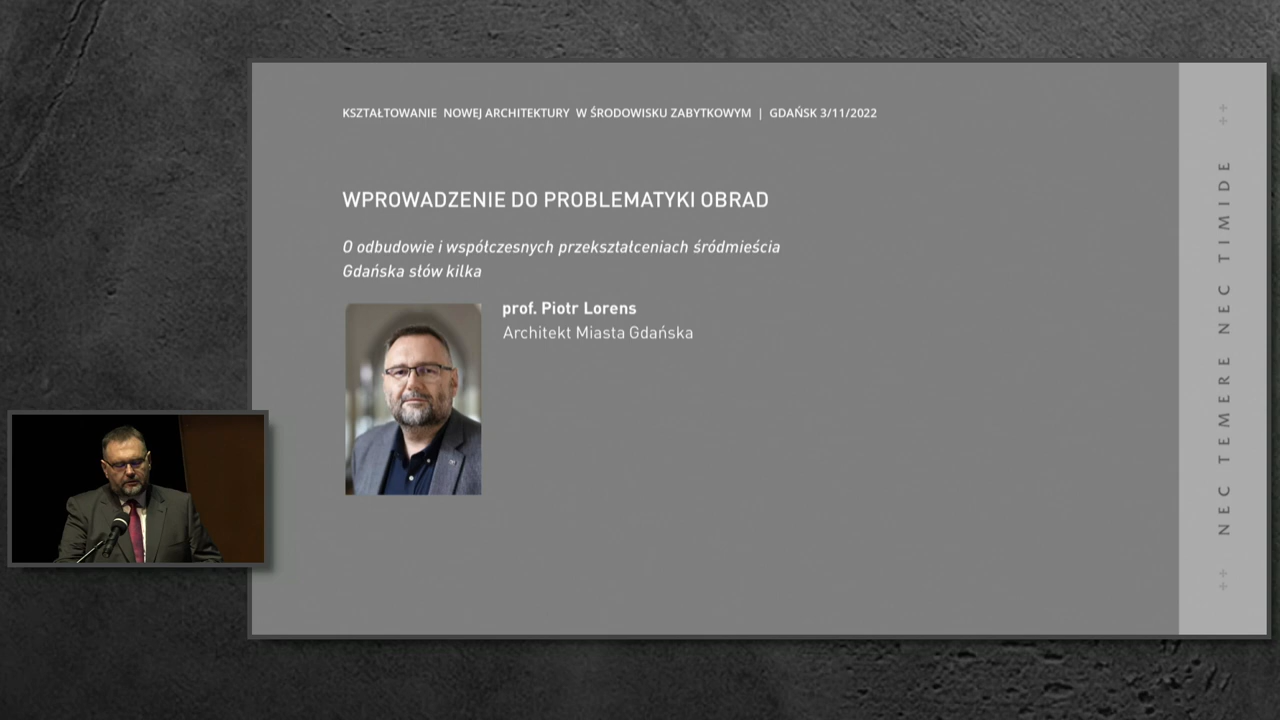 KSZTAŁTOWANIE NOWEJ ARCHITEKTURY W ŚRODOWISKU ZABYTKOWYM | GDAŃSK 3/11/2022
WPROWADZENIE DO PROBLEMATYKI OBRAD
O odbudowie i współczesnych przekształceniach śródmieścia
Gdańska słów kilka
prof. Piotr Lorens
Architekt Miasta Gdańska
NEC TEMERE NEC TIMIDE